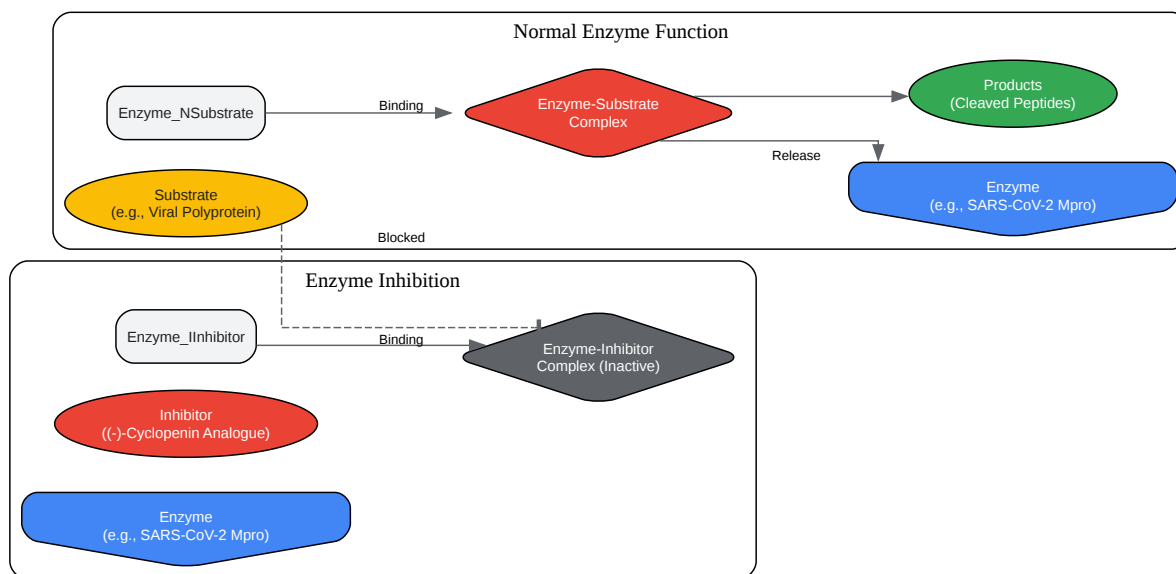 Normal Enzyme Function
Enzyme_NSubstrate
Binding
Enzyme-Substrate
Complex
Products
(Cleaved Peptides)
Release
Enzyme
(e.g., SARS-CoV-2 Mpro)
Substrate
(e.g., Viral Polyprotein)
Blocked
Enzyme Inhibition
Enzyme_IInhibitor
Binding
Enzyme-Inhibitor
Complex (Inactive)
Inhibitor
((-)-Cyclopenin Analogue)
Enzyme
(e.g., SARS-CoV-2 Mpro)